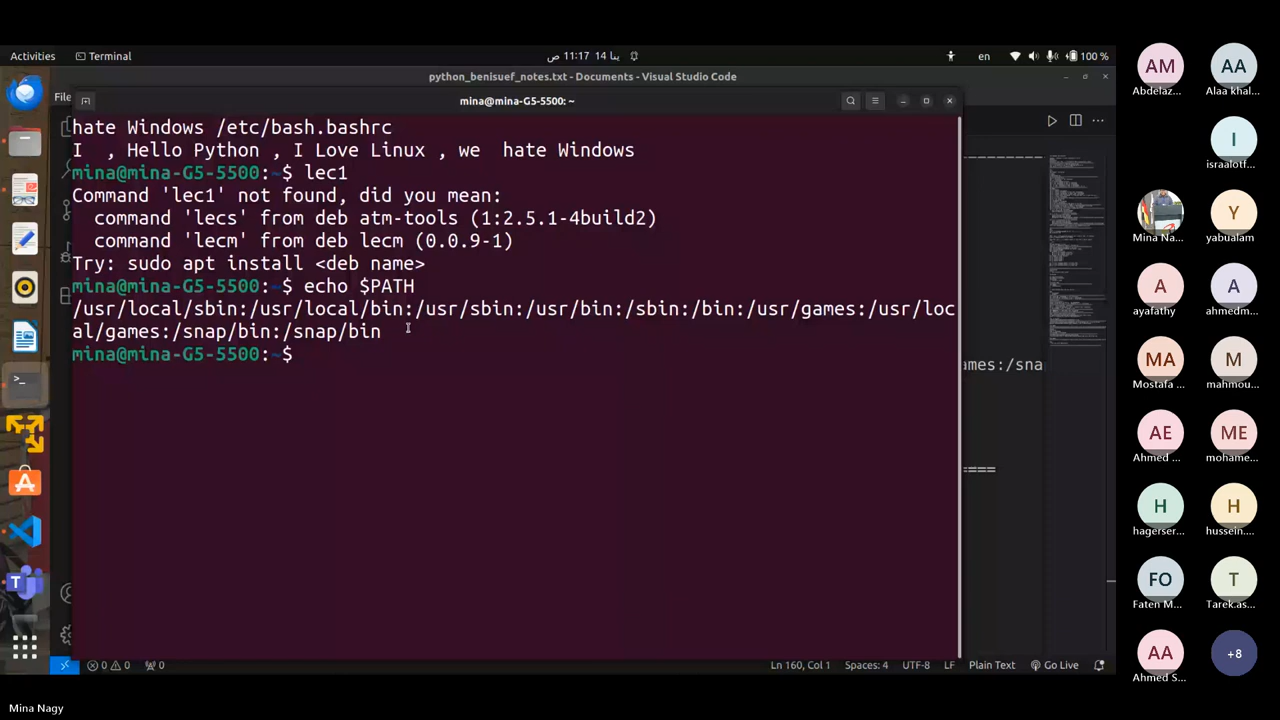 Activities
Terminal
11:17 ص
14 ينا
en
100 %
python_benisuef_notes.txt - Documents - Visual Studio Code
File
mina@mina-G5-5500: ~
hate Windows /etc/bash.bashrc
I , Hello Python , I Love Linux , we hate Windows
mina@mina-G5-5500:~$ lec1
Command 'lec1' not found, did you mean:
command 'lecs' from deb atm-tools (1:2.5.1-4build2)
command 'lecm' from deb lecm (0.0.9-1)
Try: sudo apt install <deb name>
mina@mina-G5-5500:~$ echo $PATH
/usr/local/sbin:/usr/local/bin:/usr/sbin:/usr/bin:/sbin:/bin:/usr/games:/usr/loc
al/games:/snap/bin:/snap/bin
mina@mina-G5-5500:~$
ames:/sna
====
0 0 0
Ln 160, Col 1
Spaces: 4
UTF-8
LF
Plain Text
Go Live
Mina Nagy
AM
Abdelaz...
AA
Alaa khal...
I
israalotf...
Mina Na...
Y
yabualam
A
ayafathy
A
ahmedm...
MA
Mostafa ...
M
mahmou...
AE
Ahmed ...
ME
mohame...
H
hagerser...
H
hussein....
FO
Faten M...
T
Tarek.as...
AA
Ahmed S...
+8